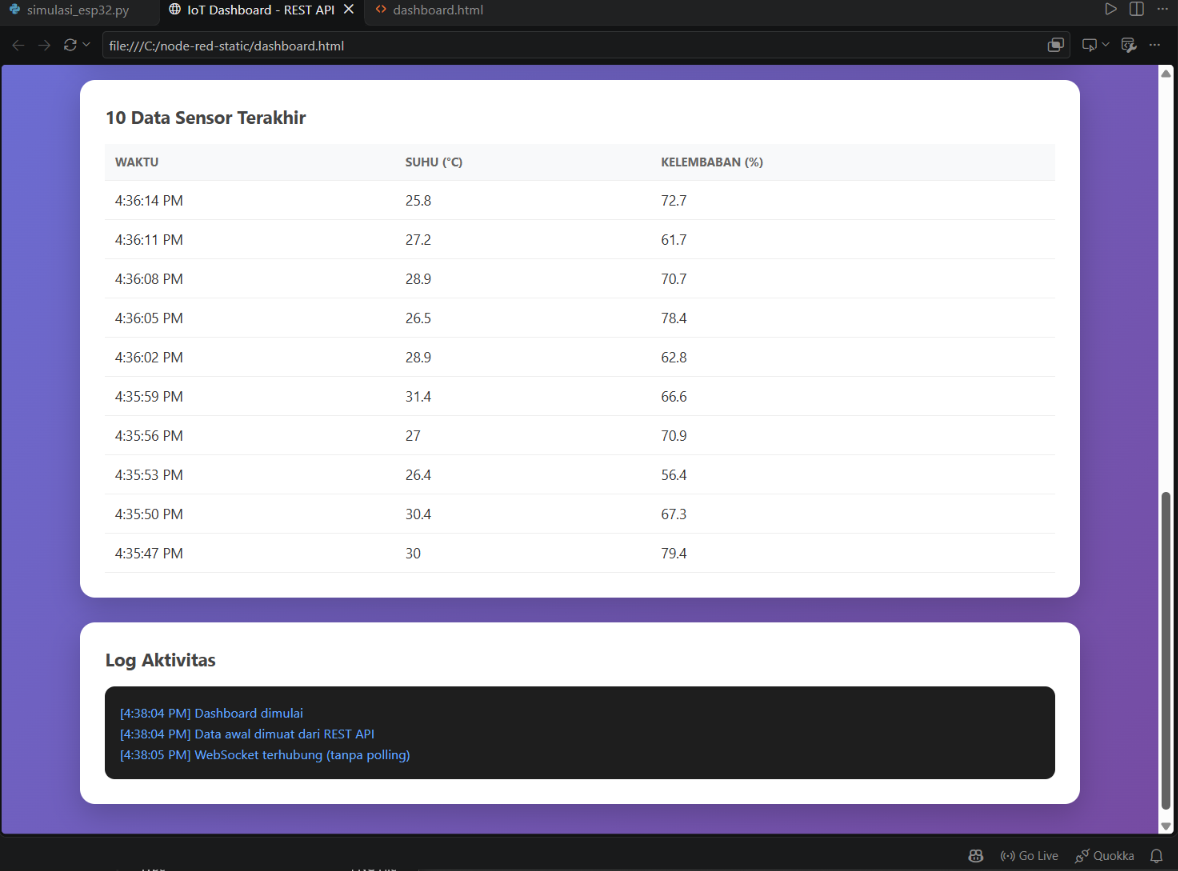 simulasi_esp32.py IoT Dashboard - REST API dashboard.html
file:///C:/node-red-static/dashboard.html
10 Data Sensor Terakhir
WAKTU SUHU (°C) KELEMBABAN (%)
4:36:14 PM 25.8 72.7
4:36:11 PM 27.2 61.7
4:36:08 PM 28.9 70.7
4:36:05 PM 26.5 78.4
4:36:02 PM 28.9 62.8
4:35:59 PM 31.4 66.6
4:35:56 PM 27 70.9
4:35:53 PM 26.4 56.4
4:35:50 PM 30.4 67.3
4:35:47 PM 30 79.4
Log Aktivitas
[4:38:04 PM] Dashboard dimulai
[4:38:04 PM] Data awal dimuat dari REST API
[4:38:05 PM] WebSocket terhubung (tanpa polling)
Go Live Quokka